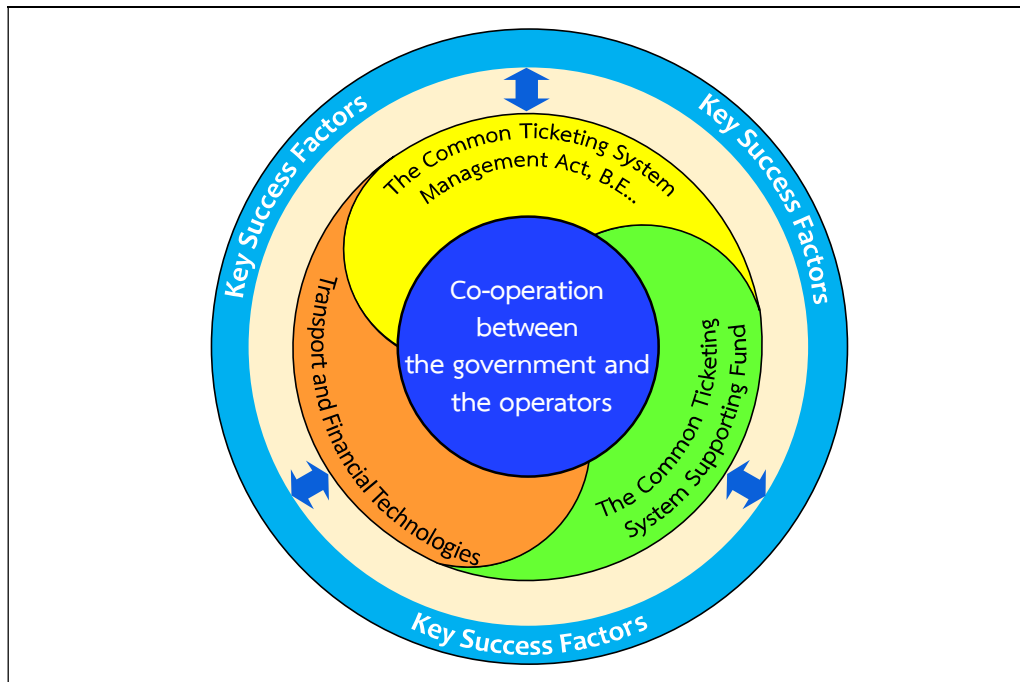 Key Success Factors
Key Success Factors
The Common Ticketing System
Management Act, B.E...
Co-operation
between
the government and
the operators
Transport and Financial Technologies
The Common Ticketing
System Supporting Fund
Key Success Factors